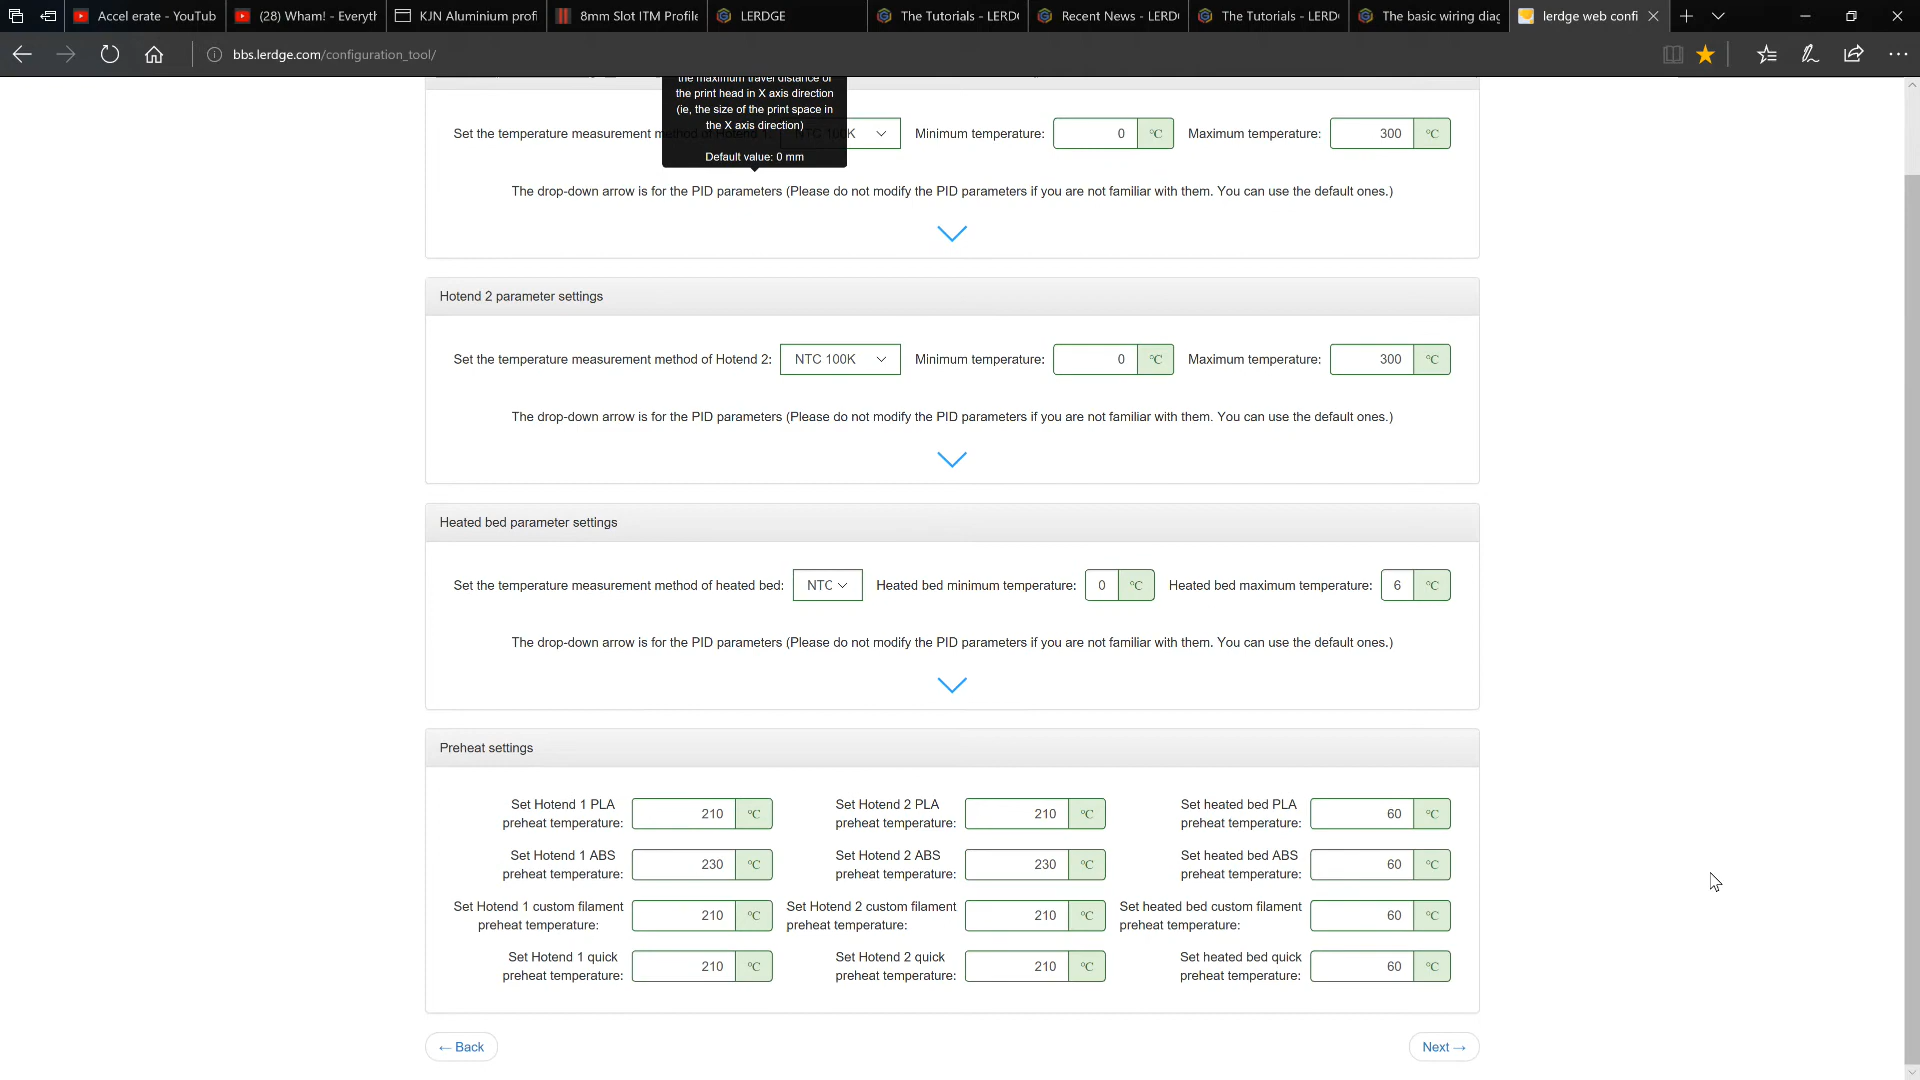 Accel erate - YouTub
(28) Wham! - Everyth
KJN Aluminium profi
8mm Slot ITM Profile
LERDGE
The Tutorials - LERD
Recent News - LERD
The Tutorials - LERD
The basic wiring diag
lerdge web confi
bbs.lerdge.com/configuration_tool/
the maximum travel distance of
the print head in X axis direction
(ie, the size of the print space in
the X axis direction)
Default value: 0 mm
Set the temperature measurement method of Hotend 1: NTC 100K Minimum temperature: 0 °C Maximum temperature: 300 °C
The drop-down arrow is for the PID parameters (Please do not modify the PID parameters if you are not familiar with them. You can use the default ones.)
Hotend 2 parameter settings
Set the temperature measurement method of Hotend 2: NTC 100K Minimum temperature: 0 °C Maximum temperature: 300 °C
The drop-down arrow is for the PID parameters (Please do not modify the PID parameters if you are not familiar with them. You can use the default ones.)
Heated bed parameter settings
Set the temperature measurement method of heated bed: NTC Heated bed minimum temperature: 0 °C Heated bed maximum temperature: 6 °C
The drop-down arrow is for the PID parameters (Please do not modify the PID parameters if you are not familiar with them. You can use the default ones.)
Preheat settings
Set Hotend 1 PLA
preheat temperature: 210 °C
Set Hotend 2 PLA
preheat temperature: 210 °C
Set heated bed PLA
preheat temperature: 60 °C
Set Hotend 1 ABS
preheat temperature: 230 °C
Set Hotend 2 ABS
preheat temperature: 230 °C
Set heated bed ABS
preheat temperature: 60 °C
Set Hotend 1 custom filament
preheat temperature: 210 °C
Set Hotend 2 custom filament
preheat temperature: 210 °C
Set heated bed custom filament
preheat temperature: 60 °C
Set Hotend 1 quick
preheat temperature: 210 °C
Set Hotend 2 quick
preheat temperature: 210 °C
Set heated bed quick
preheat temperature: 60 °C
← Back
Next →